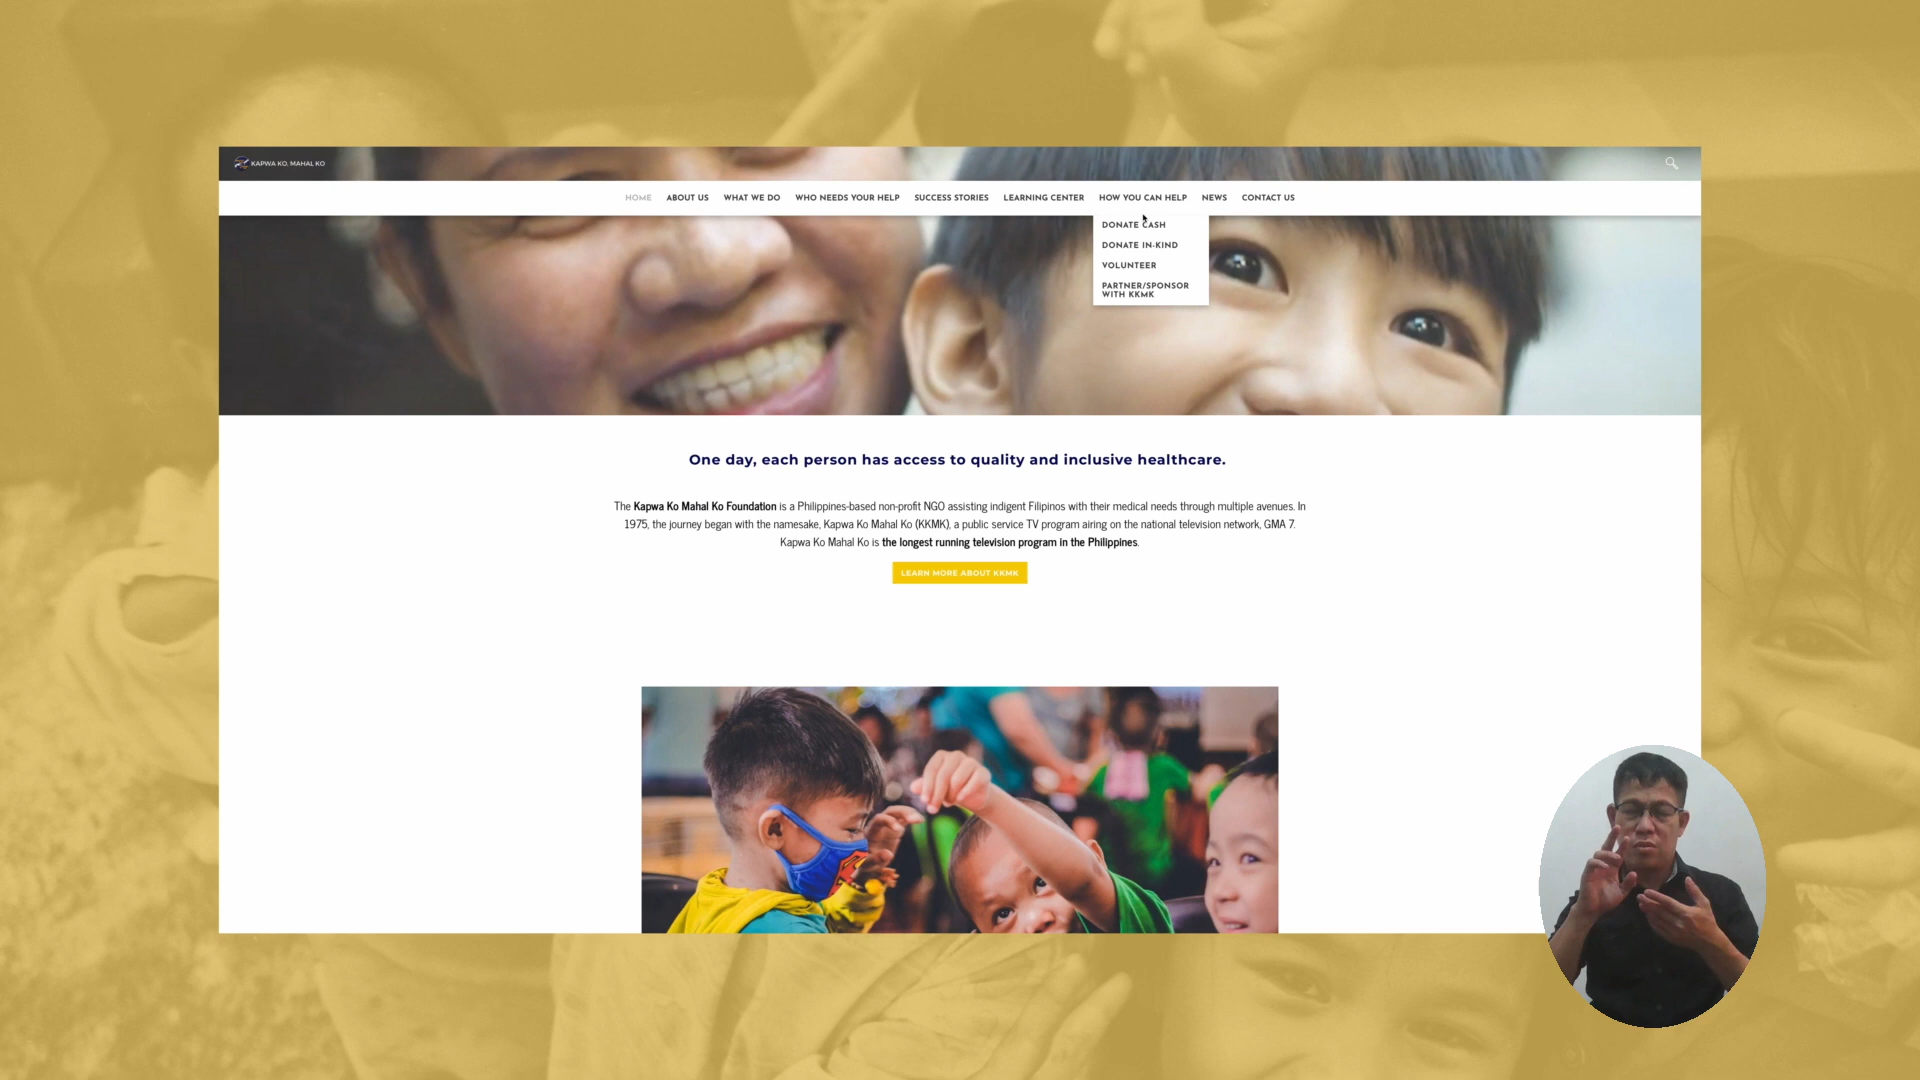 KAPWA KO, MAHAL KO
HOME ABOUT US WHAT WE DO WHO NEEDS YOUR HELP SUCCESS STORIES LEARNING CENTER HOW YOU CAN HELP NEWS CONTACT US
DONATE CASH
DONATE IN-KIND
VOLUNTEER
PARTNER/SPONSOR
WITH KKMK
One day, each person has access to quality and inclusive healthcare.
The Kapwa Ko Mahal Ko Foundation is a Philippines-based non-profit NGO assisting indigent Filipinos with their medical needs through multiple avenues. In
1975, the journey began with the namesake, Kapwa Ko Mahal Ko (KKMK), a public service TV program airing on the national television network, GMA 7.
Kapwa Ko Mahal Ko is the longest running television program in the Philippines.
LEARN MORE ABOUT KKMK